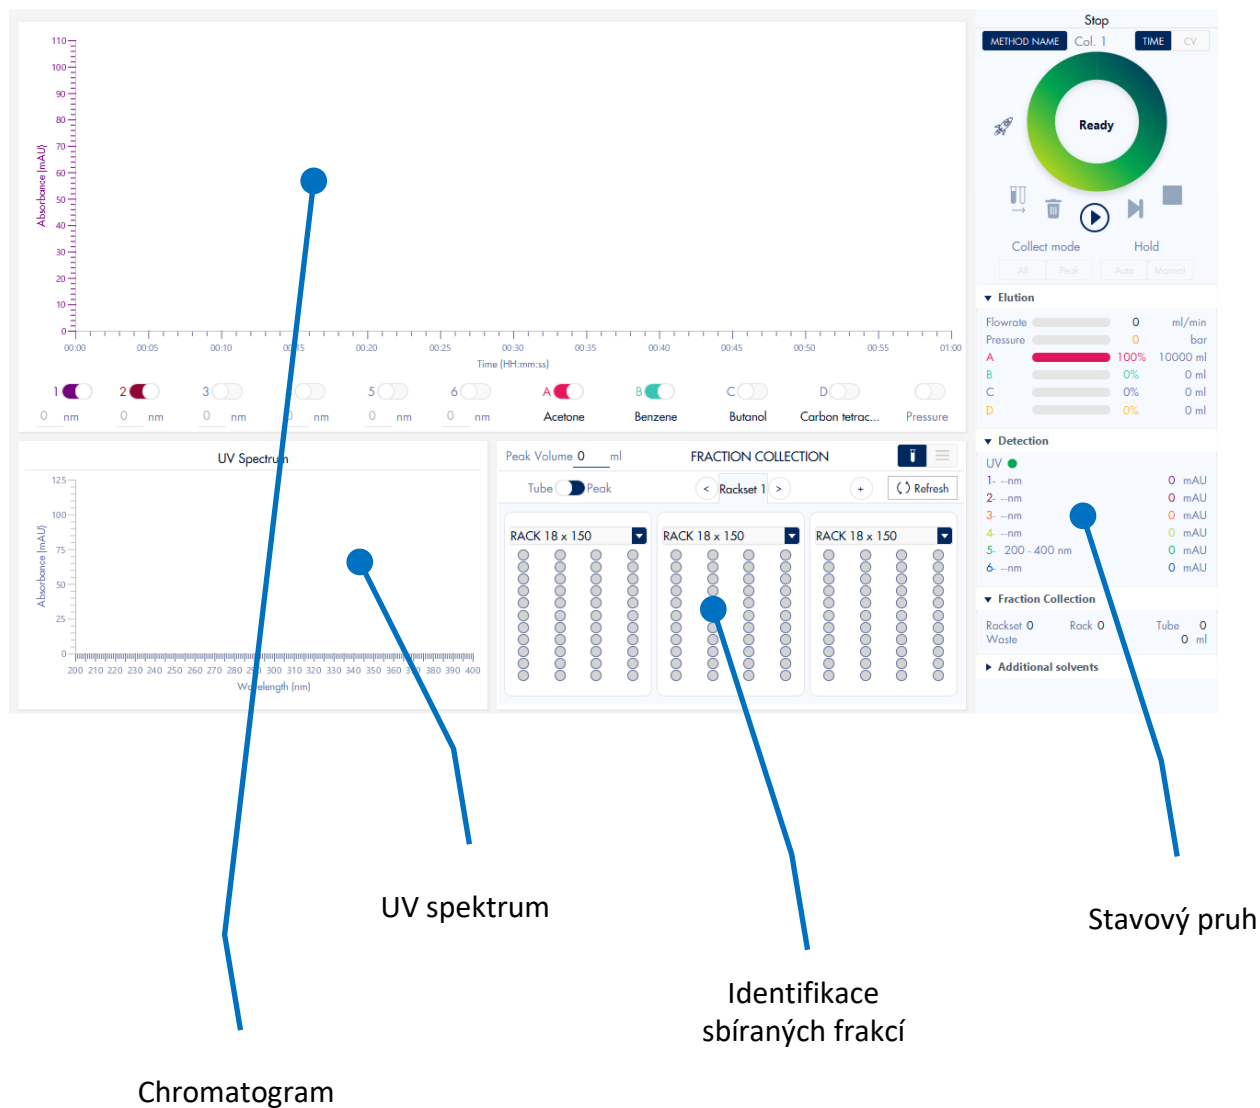 Stop
METHOD NAME Col. 1 TIME CV
Ready
Collect mode Hold
All Peak Auto Manual
110
100
90
80
70
60
50
40
30
20
10
0
Absorbance (mAU)
00:00 00:05 00:10 00:15 00:20 00:25 00:30 00:35 00:40 00:45 00:50 00:55 01:00
Time (HH:mm:ss)
1 2 3 5 6 A B C D
0 nm 0 nm 0 nm 0 nm 0 nm 0 nm Acetone Benzene Butanol Carbon tetrac... Pressure
Elution
Flowrate 0 ml/min
Pressure 0 bar
A 100% 10000 ml
B 0% 0 ml
C 0% 0 ml
D 0% 0 ml
UV Spectrum
125
100
75
50
25
0
Absorbance (mAU)
200 210 220 230 240 250 260 270 280 290 300 310 320 330 340 350 360 370 380 390 400
Wavelength (nm)
Peak Volume 0 ml FRACTION COLLECTION
Tube Peak < Rackset 1 > + Refresh
RACK 18 x 150 RACK 18 x 150 RACK 18 x 150
Detection
UV
1- --nm 0 mAU
2- --nm 0 mAU
3- --nm 0 mAU
4- --nm 0 mAU
5- 200 - 400 nm 0 mAU
6- --nm 0 mAU
Fraction Collection
Rackset 0 Rack 0 Tube 0
Waste 0 ml
Additional solvents
UV spektrum
Stavový pruh
Identifikace
sbíraných frakcí
Chromatogram